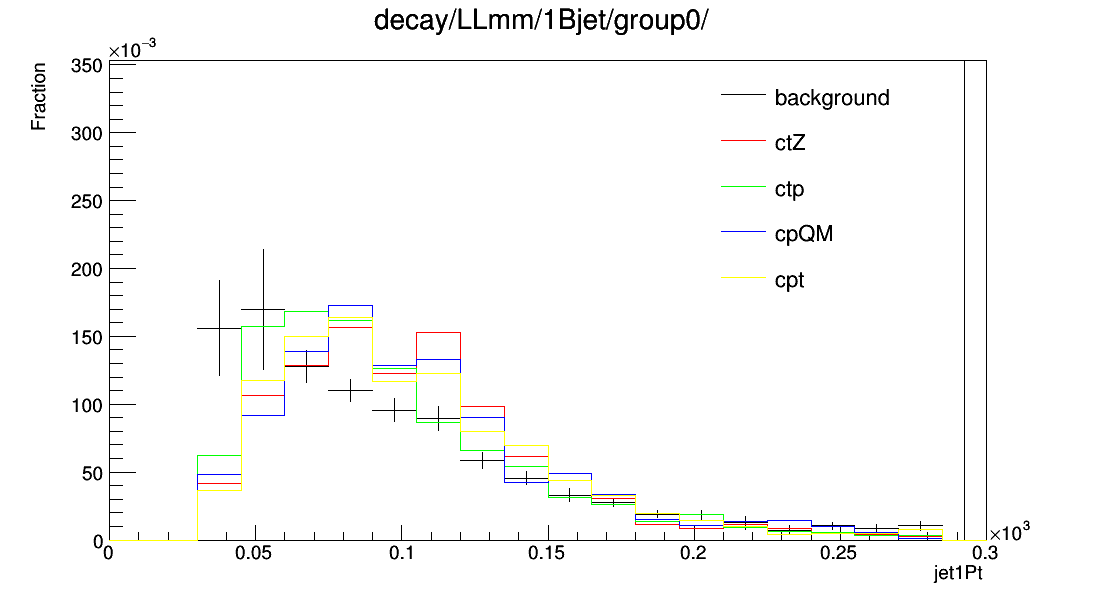 decay/LLmm/1Bjet/group0/
×10⁻³
Fraction
350
300
250
200
150
100
50
0
background
ctZ
ctp
cpQM
cpt
0 0.05 0.1 0.15 0.2 0.25 0.3
×10³
jet1Pt